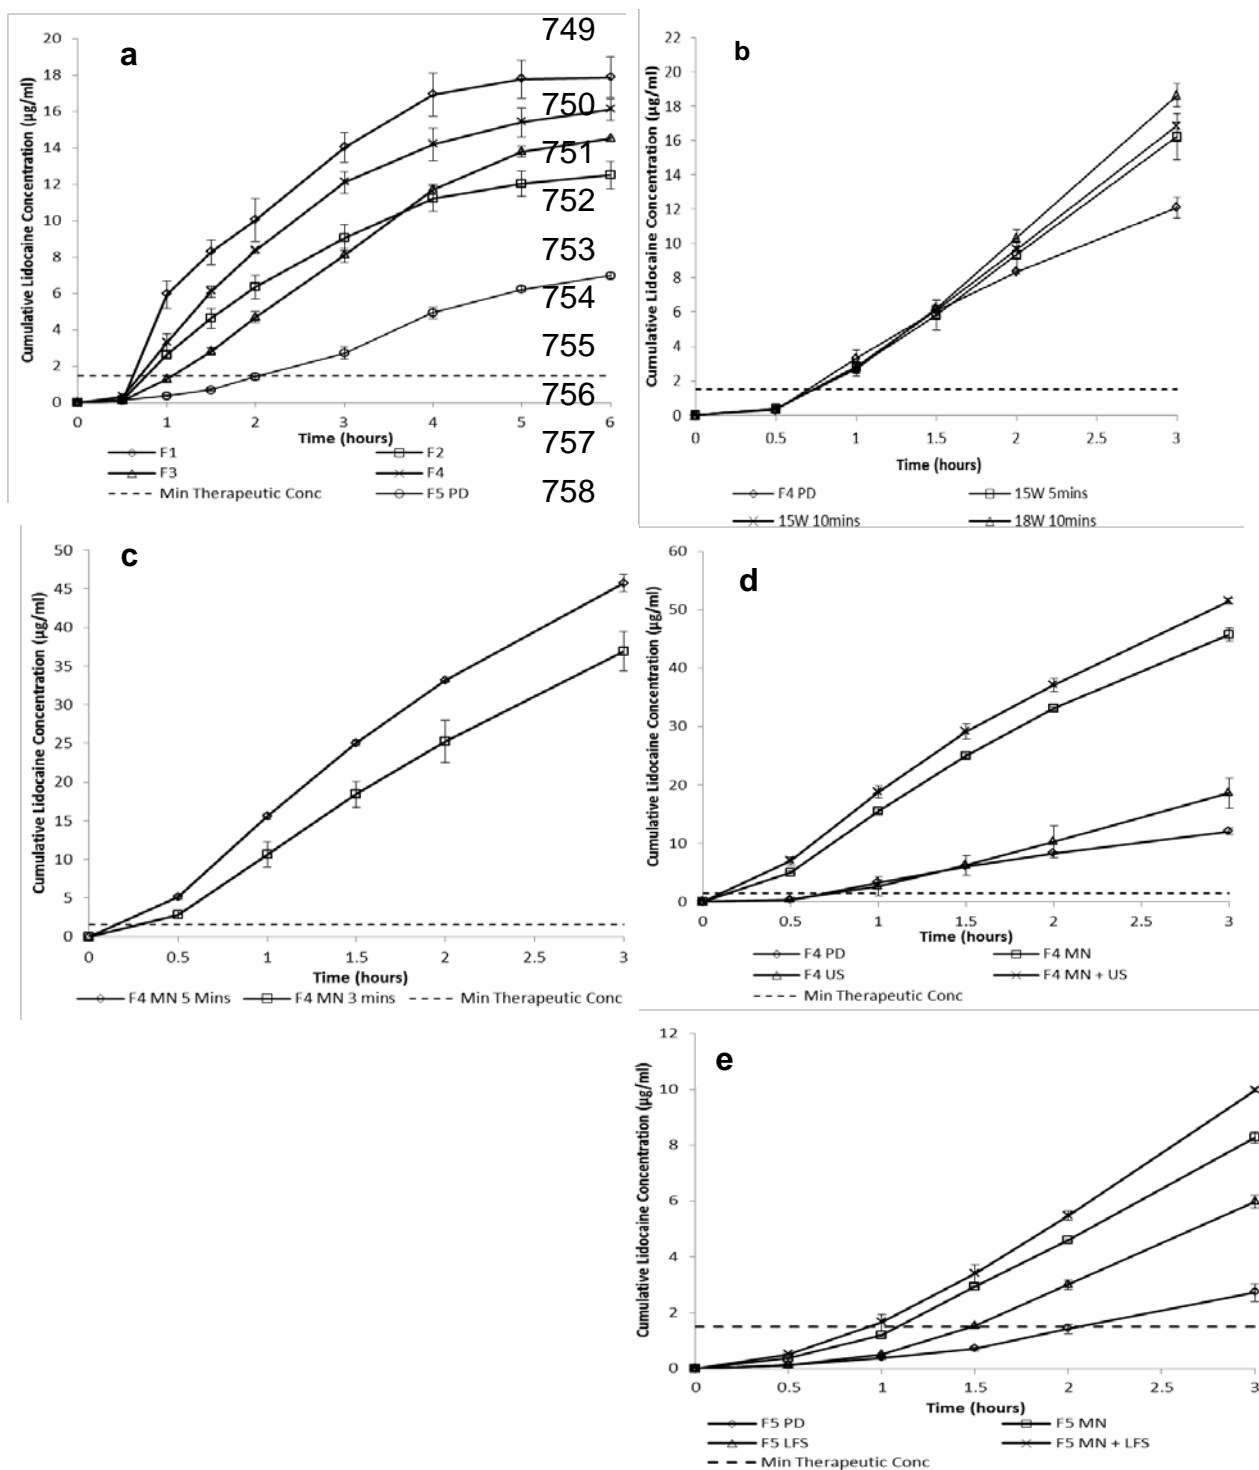 a
Cumulative Lidocaine Concentration (µg/ml)
20
18
16
14
12
10
8
6
4
2
0
0 1 2 3 4 5 6
Time (hours)
F1 F2
F3 F4
Min Therapeutic Conc F5 PD
749
750
751
752
753
754
755
756
757
758
b
Cumulative Lidocaine Concentration (µg/ml)
22
20
18
16
14
12
10
8
6
4
2
0
0 0.5 1 1.5 2 3
Time (hours)
F4 PD 15W 5mins
15W 10mins 18W 10mins
c
Cumulative Lidocaine Concentration (µg/ml)
50
45
40
35
30
25
20
15
10
5
0
0 0.5 1 1.5 2 2.5 3
Time (hours)
F4 MN 5 Mins F4 MN 3 mins Min Therapeutic Conc
d
Cumulative Lidocaine Concentration (µg/ml)
60
50
40
30
20
10
0
0 0.5 1 1.5 2 2.5 3
Time (hours)
F4 PD F4 MN
F4 US F4 MN + US
Min Therapeutic Conc
e
Cumulative Lidocaine Concentration (µg/ml)
12
10
8
6
4
2
0
0 0.5 1 1.5 2 2.5 3
Time (hours)
F5 PD F5 MN
F5 LFS F5 MN + LFS
Min Therapeutic Conc